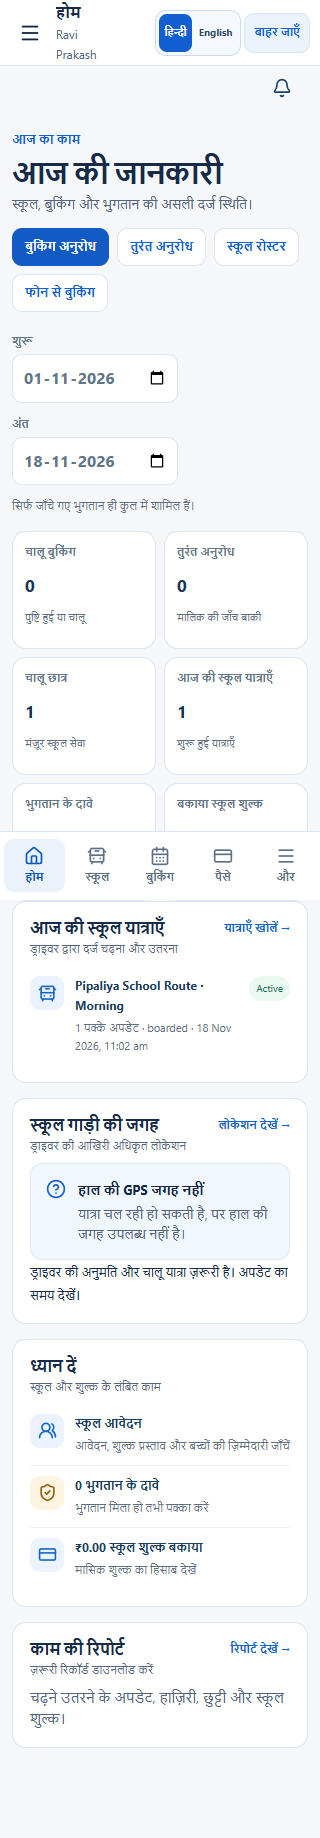 होम
Ravi
Prakash
हिन्दी
English
बाहर जाएँ
आज का काम
आज की जानकारी
स्कूल, बुकिंग और भुगतान की असली दर्ज स्थिति।
बुकिंग अनुरोध
तुरंत अनुरोध
स्कूल रोस्टर
फोन से बुकिंग
शुरू
01-11-2026
अंत
18-11-2026
सिर्फ जाँचे गए भुगतान ही कुल में शामिल हैं।
चालू बुकिंग
0
पुष्टि हुई या चालू
तुरंत अनुरोध
0
मालिक की जाँच बाकी
चालू छात्र
1
मंज़ूर स्कूल सेवा
आज की स्कूल यात्राएँ
1
शुरू हुई यात्राएँ
भुगतान के दावे
बकाया स्कूल शुल्क
होम
स्कूल
बुकिंग
पैसे
और
आज की स्कूल यात्राएँ
यात्राएँ खोलें →
ड्राइवर द्वारा दर्ज चढ़ना और उतरना
Pipaliya School Route ·
Morning
Active
1 पक्के अपडेट · boarded · 18 Nov
2026, 11:02 am
स्कूल गाड़ी की जगह
लोकेशन देखें →
ड्राइवर की आखिरी अधिकृत लोकेशन
हाल की GPS जगह नहीं
यात्रा चल रही हो सकती है, पर हाल की
जगह उपलब्ध नहीं है।
ड्राइवर की अनुमति और चालू यात्रा ज़रूरी है। अपडेट का
समय देखें।
ध्यान दें
स्कूल और शुल्क के लंबित काम
स्कूल आवेदन
आवेदन, शुल्क प्रस्ताव और बच्चों की ज़िम्मेदारी जाँचें
0 भुगतान के दावे
भुगतान मिला हो तभी पक्का करें
₹0.00 स्कूल शुल्क बकाया
मासिक शुल्क का हिसाब देखें
काम की रिपोर्ट
रिपोर्ट देखें →
ज़रूरी रिकॉर्ड डाउनलोड करें
चढ़ने उतरने के अपडेट, हाज़िरी, छुट्टी और स्कूल
शुल्क।